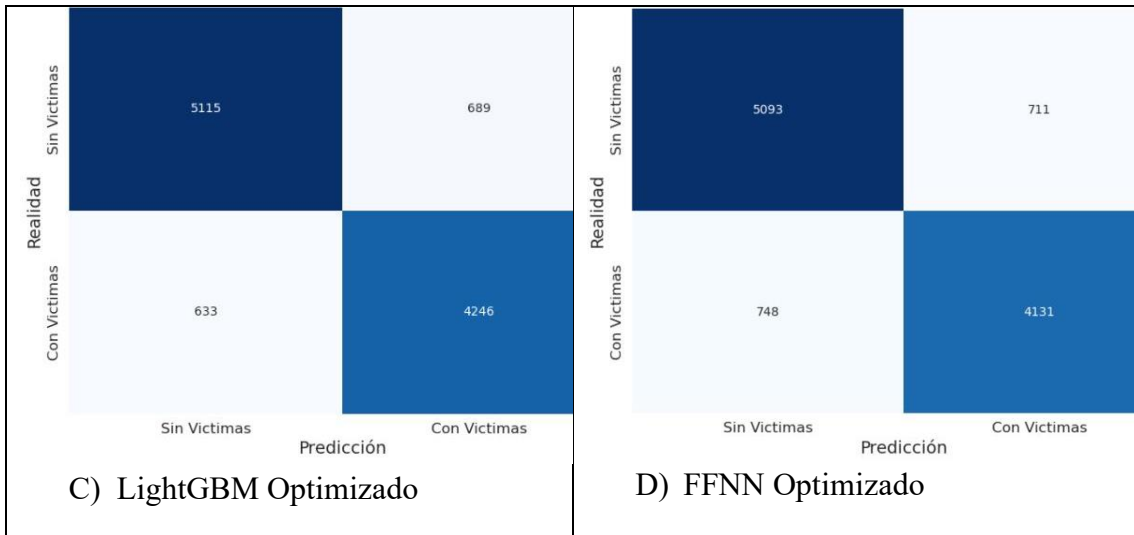 Realidad
Sin Victimas
Con Victimas
5115
689
633
4246
Sin Victimas
Con Victimas
Predicción
C) LightGBM Optimizado
Realidad
Sin Victimas
Con Victimas
5093
711
748
4131
Sin Victimas
Con Victimas
Predicción
D) FFNN Optimizado